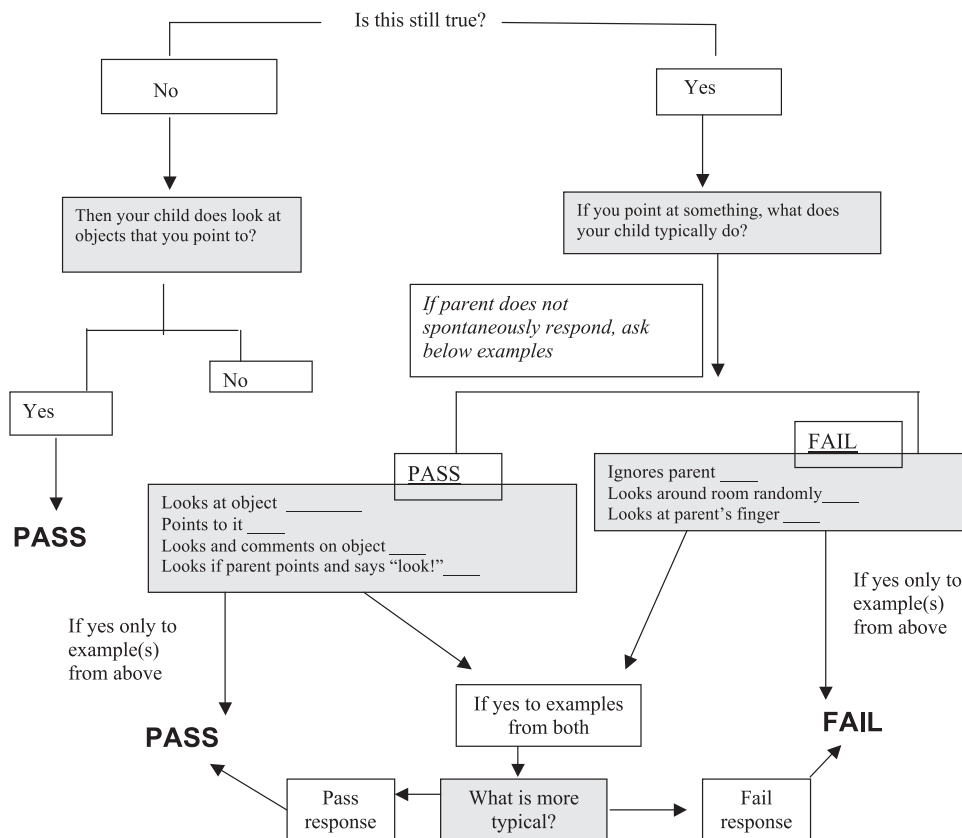 Is this still true?
No
Yes
Then your child does look at
objects that you point to?
If you point at something, what does
your child typically do?
If parent does not
spontaneously respond, ask
below examples
No
Yes
PASS
PASS
Looks at object ________
Points to it ____
Looks and comments on object ____
Looks if parent points and says “look!”____
FAIL
Ignores parent ____
Looks around room randomly____
Looks at parent’s finger ____
If yes only to
example(s)
from above
If yes only to
example(s)
from above
If yes to examples
from both
PASS
FAIL
Pass
response
What is more
typical?
Fail
response